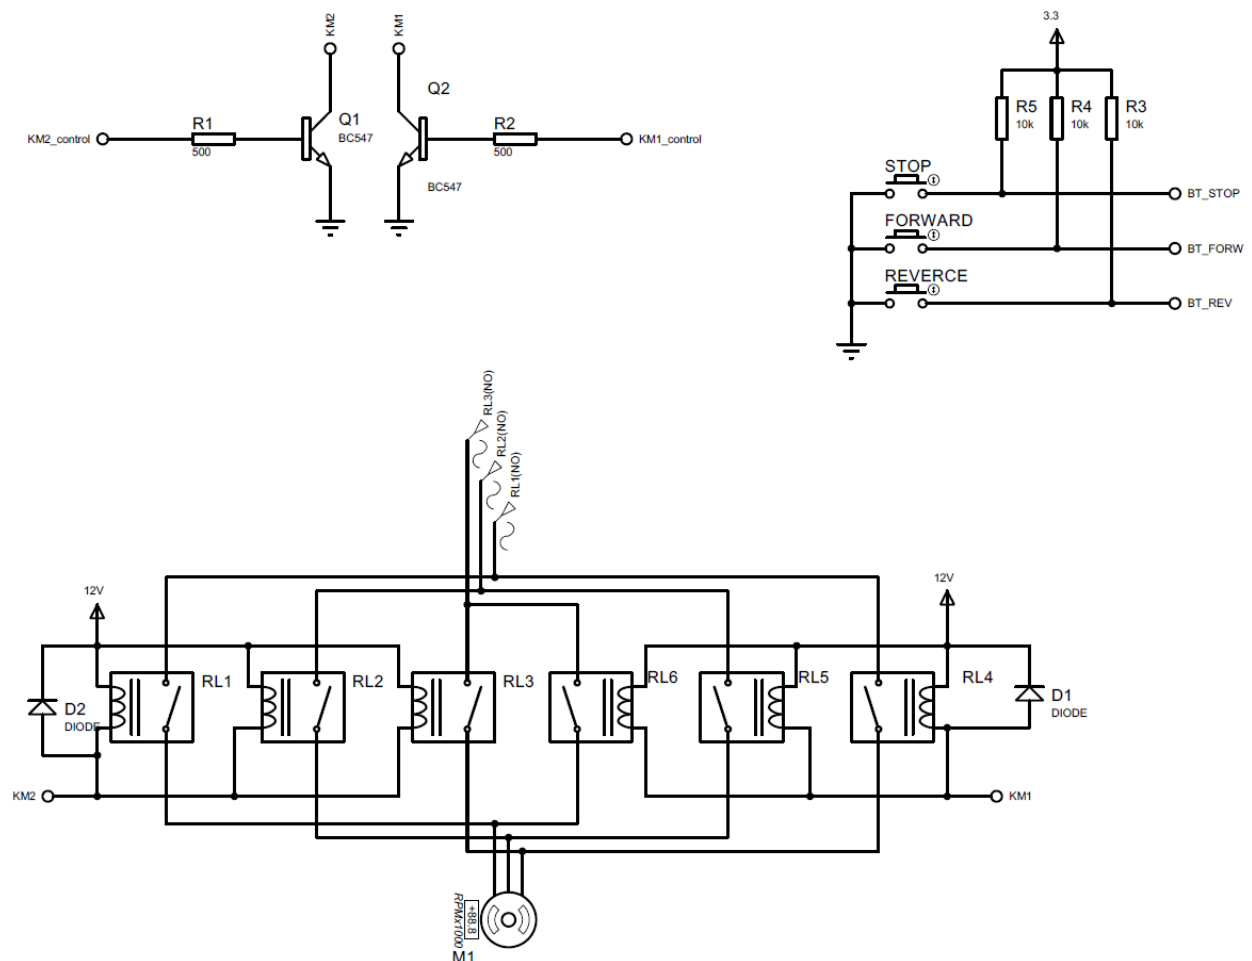 KM2
KM1
Q2
Q1
BC547
R1
500
R2
500
KM2_control
KM1_control
BC547
3.3
R5
10k
R4
10k
R3
10k
STOP
BT_STOP
FORWARD
BT_FORW
REVERCE
BT_REV
RL3(NO)
RL2(NO)
RL1(NO)
12V
12V
RL1
RL2
RL3
RL6
RL5
RL4
D2
DIODE
D1
DIODE
KM2
KM1
+88.8
RPMx1000
M1